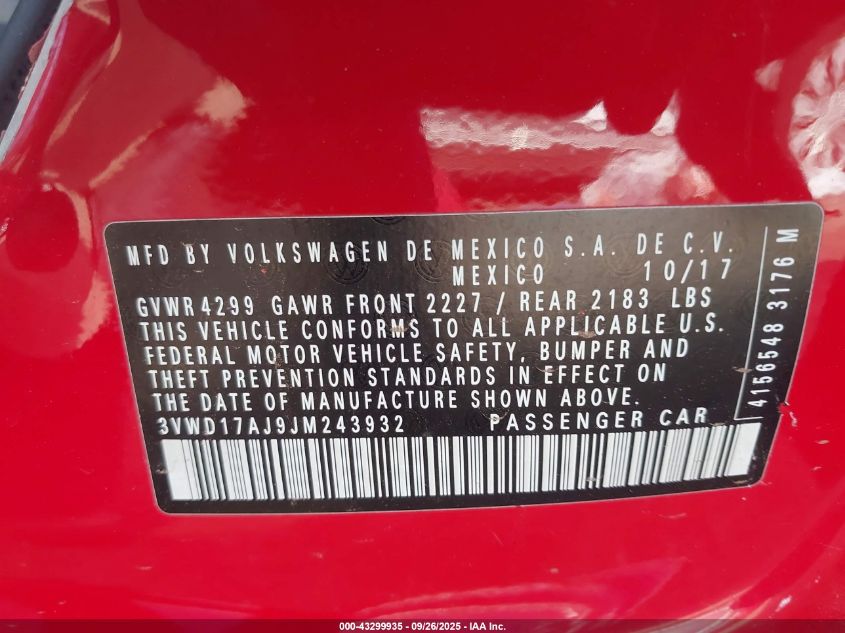 MFD BY VOLKSWAGEN DE MEXICO S.A. DE C.V.
MEXICO 10/17
GVWR 4299 GAWR FRONT 2227 / REAR 2183 LBS
THIS VEHICLE CONFORMS TO ALL APPLICABLE U.S.
FEDERAL MOTOR VEHICLE SAFETY, BUMPER AND
THEFT PREVENTION STANDARDS IN EFFECT ON
THE DATE OF MANUFACTURE SHOWN ABOVE.
3VWD17AJ9JM243932 PASSENGER CAR
4156548 3176 M
000-43299935 - 09/26/2025 - IAA Inc.